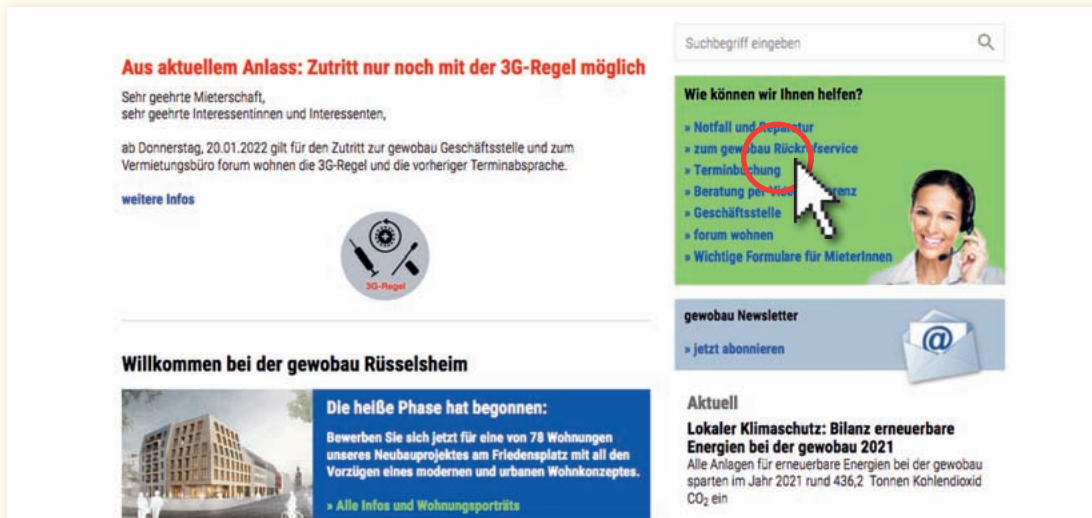 Aus aktuellem Anlass: Zutritt nur noch mit der 3G-Regel möglich
Sehr geehrte Mieterschaft,
sehr geehrte Interessentinnen und Interessenten,
ab Donnerstag, 20.01.2022 gilt für den Zutritt zur gewobau Geschäftsstelle und zum
Vermietungsbüro forum wohnen die 3G-Regel und die vorheriger Terminabsprache.
weitere Infos
3G-Regel
Willkommen bei der gewobau Rüsselsheim
Die heiße Phase hat begonnen:
Bewerben Sie sich jetzt für eine von 78 Wohnungen
unseres Neubauprojektes am Friedensplatz mit all den
Vorzügen eines modernen und urbanen Wohnkonzeptes.
» Alle Infos und Wohnungsporträts
Suchbegriff eingeben
Wie können wir Ihnen helfen?
» Notfall und Reparatur
» zum gewobau Rückrufservice
» Terminbuchung
» Beratung per
» Geschäftsstelle
» forum wohnen
» Wichtige Formulare für MieterInnen
gewobau Newsletter
» jetzt abonnieren
@
Aktuell
Lokaler Klimaschutz: Bilanz erneuerbare
Energien bei der gewobau 2021
Alle Anlagen für erneuerbare Energien bei der gewobau
sparten im Jahr 2021 rund 436,2 Tonnen Kohlendioxid
CO₂ ein